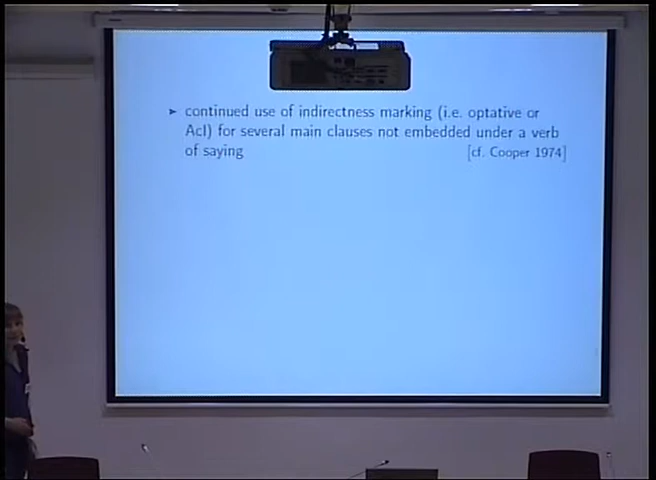 ➤ continued use of indirectness marking (i.e. optative or
AcI) for several main clauses not embedded under a verb
of saying [cf. Cooper 1974]